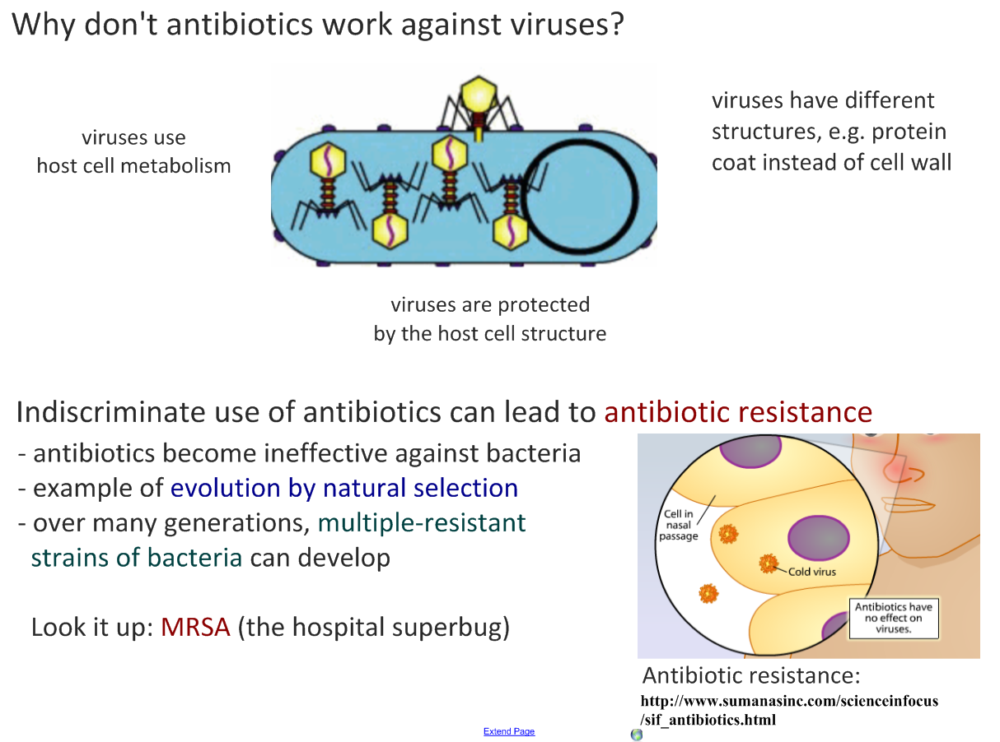 Why don't antibiotics work against viruses?
viruses use
host cell metabolism
viruses have different
structures, e.g. protein
coat instead of cell wall
viruses are protected
by the host cell structure
Indiscriminate use of antibiotics can lead to antibiotic resistance
- antibiotics become ineffective against bacteria
- example of evolution by natural selection
- over many generations, multiple-resistant
strains of bacteria can develop
Look it up: MRSA (the hospital superbug)
Cell in
nasal
passage
Cold virus
Antibiotics have
no effect on
viruses.
Antibiotic resistance:
http://www.sumanasinc.com/scienceinfocus
/sif_antibiotics.html
Extend Page